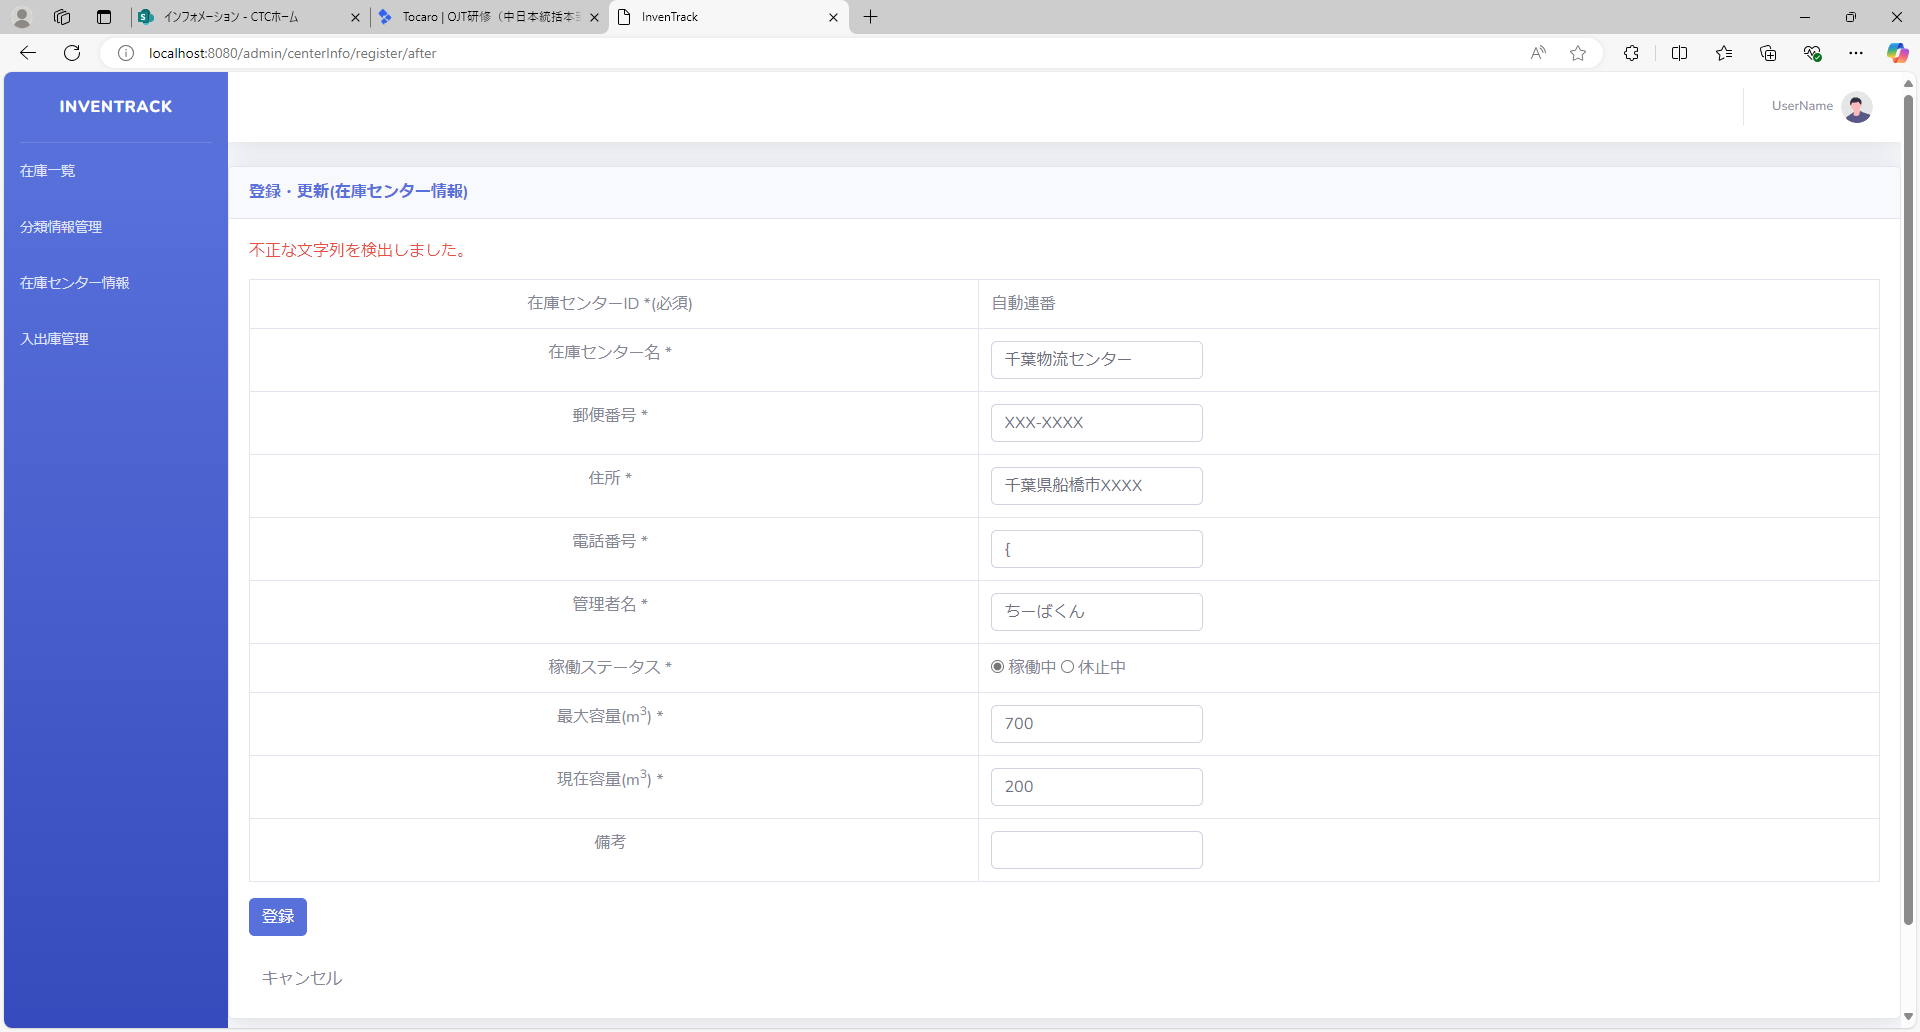 インフォメーション - CTCホーム
Tocaro | OJT研修（中日本統括本
InvenTrack
localhost:8080/admin/centerInfo/register/after
INVENTRACK
UserName
在庫一覧
分類情報管理
在庫センター情報
入出庫管理
登録・更新(在庫センター情報)
不正な文字列を検出しました。
在庫センターID *(必須) 自動連番
在庫センター名 * 千葉物流センター
郵便番号 * XXX-XXXX
住所 * 千葉県船橋市XXXX
電話番号 * {
管理者名 * ちーばくん
稼働ステータス * 稼働中 休止中
最大容量(m³) * 700
現在容量(m³) * 200
備考
登録
キャンセル